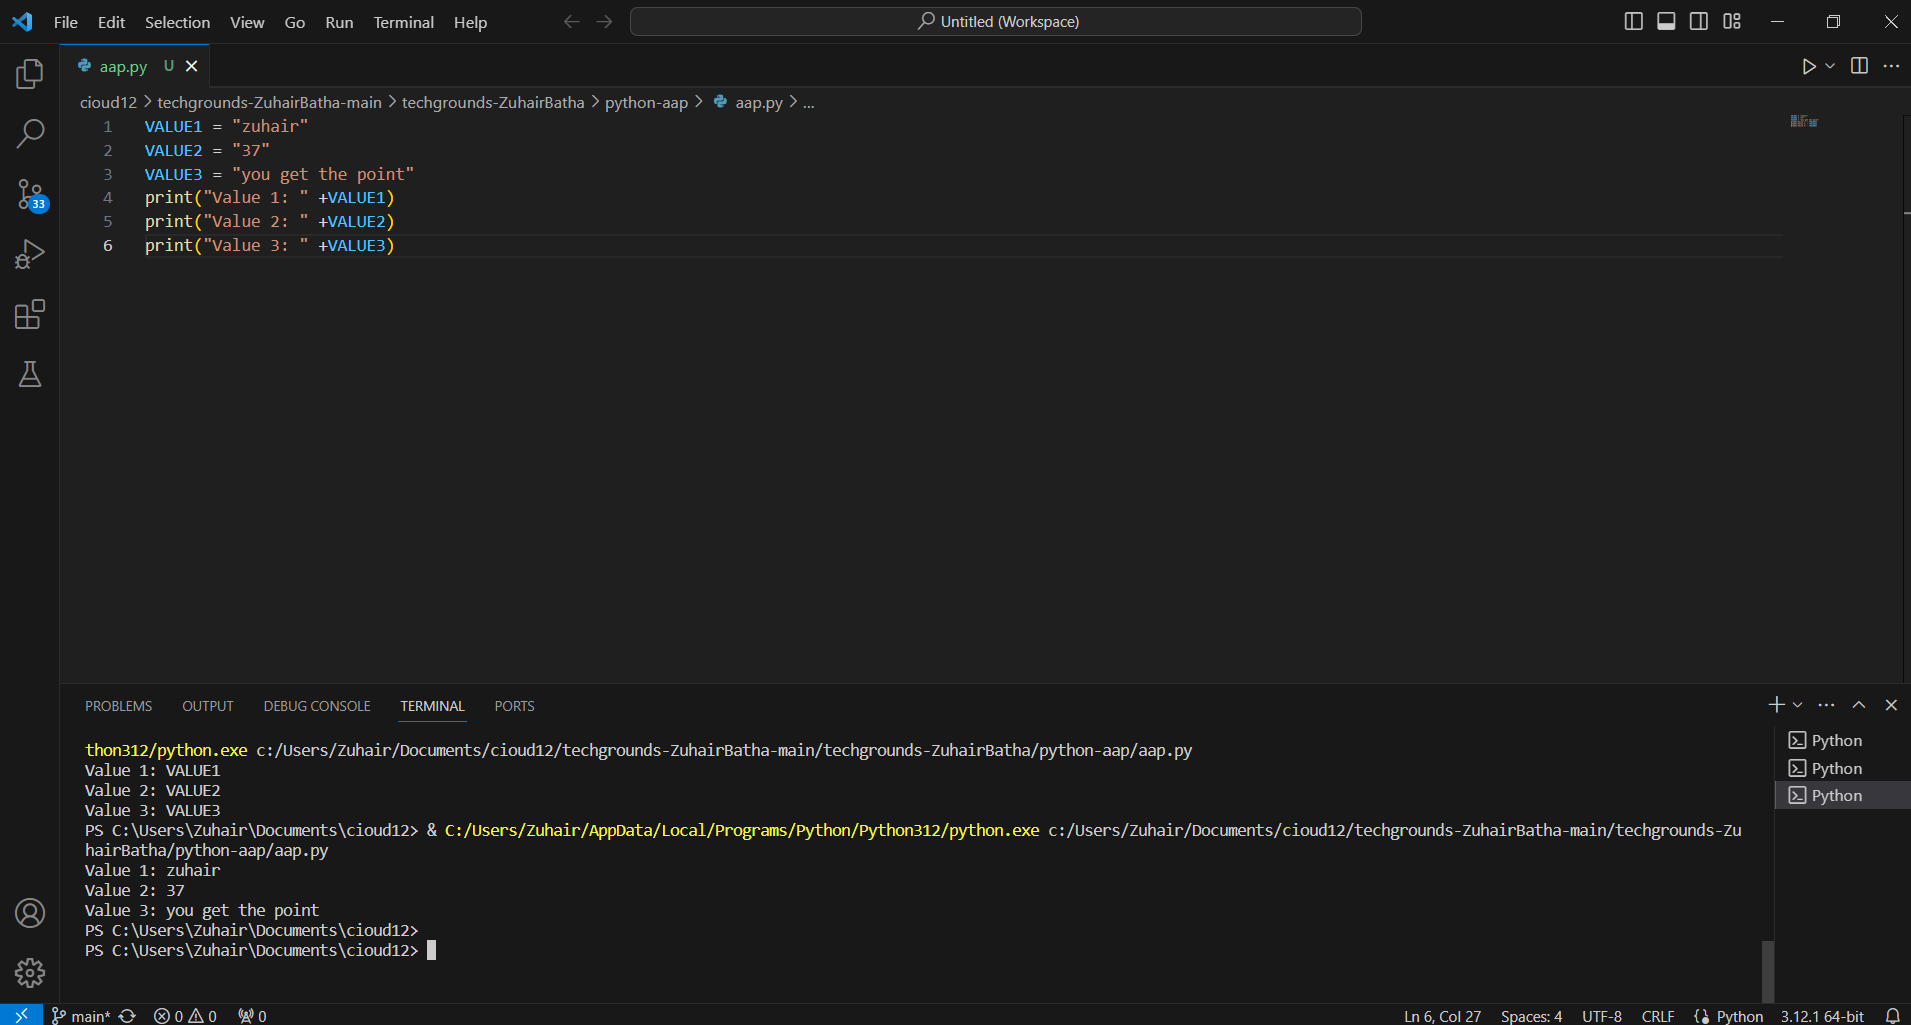 File Edit Selection View Go Run Terminal Help
Untitled (Workspace)
aap.py U
cioud12 > techgrounds-ZuhairBatha-main > techgrounds-ZuhairBatha > python-aap > aap.py > ...
1 VALUE1 = "zuhair"
2 VALUE2 = "37"
3 VALUE3 = "you get the point"
4 print("Value 1: " +VALUE1)
5 print("Value 2: " +VALUE2)
6 print("Value 3: " +VALUE3)
33
PROBLEMS OUTPUT DEBUG CONSOLE TERMINAL PORTS
thon312/python.exe c:/Users/Zuhair/Documents/cioud12/techgrounds-ZuhairBatha-main/techgrounds-ZuhairBatha/python-aap/aap.py
Value 1: VALUE1
Value 2: VALUE2
Value 3: VALUE3
PS C:\Users\Zuhair\Documents\cioud12> & C:/Users/Zuhair/AppData/Local/Programs/Python/Python312/python.exe c:/Users/Zuhair/Documents/cioud12/techgrounds-ZuhairBatha-main/techgrounds-Zu
hairBatha/python-aap/aap.py
Value 1: zuhair
Value 2: 37
Value 3: you get the point
PS C:\Users\Zuhair\Documents\cioud12>
PS C:\Users\Zuhair\Documents\cioud12>
Python
Python
Python
main* 0 0 0
Ln 6, Col 27 Spaces: 4 UTF-8 CRLF Python 3.12.1 64-bit